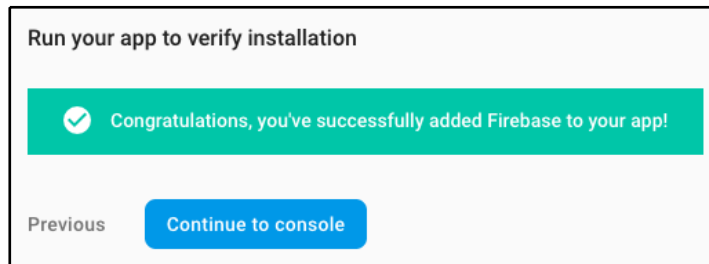 Run your app to verify installation
Congratulations, you've successfully added Firebase to your app!
Previous Continue to console